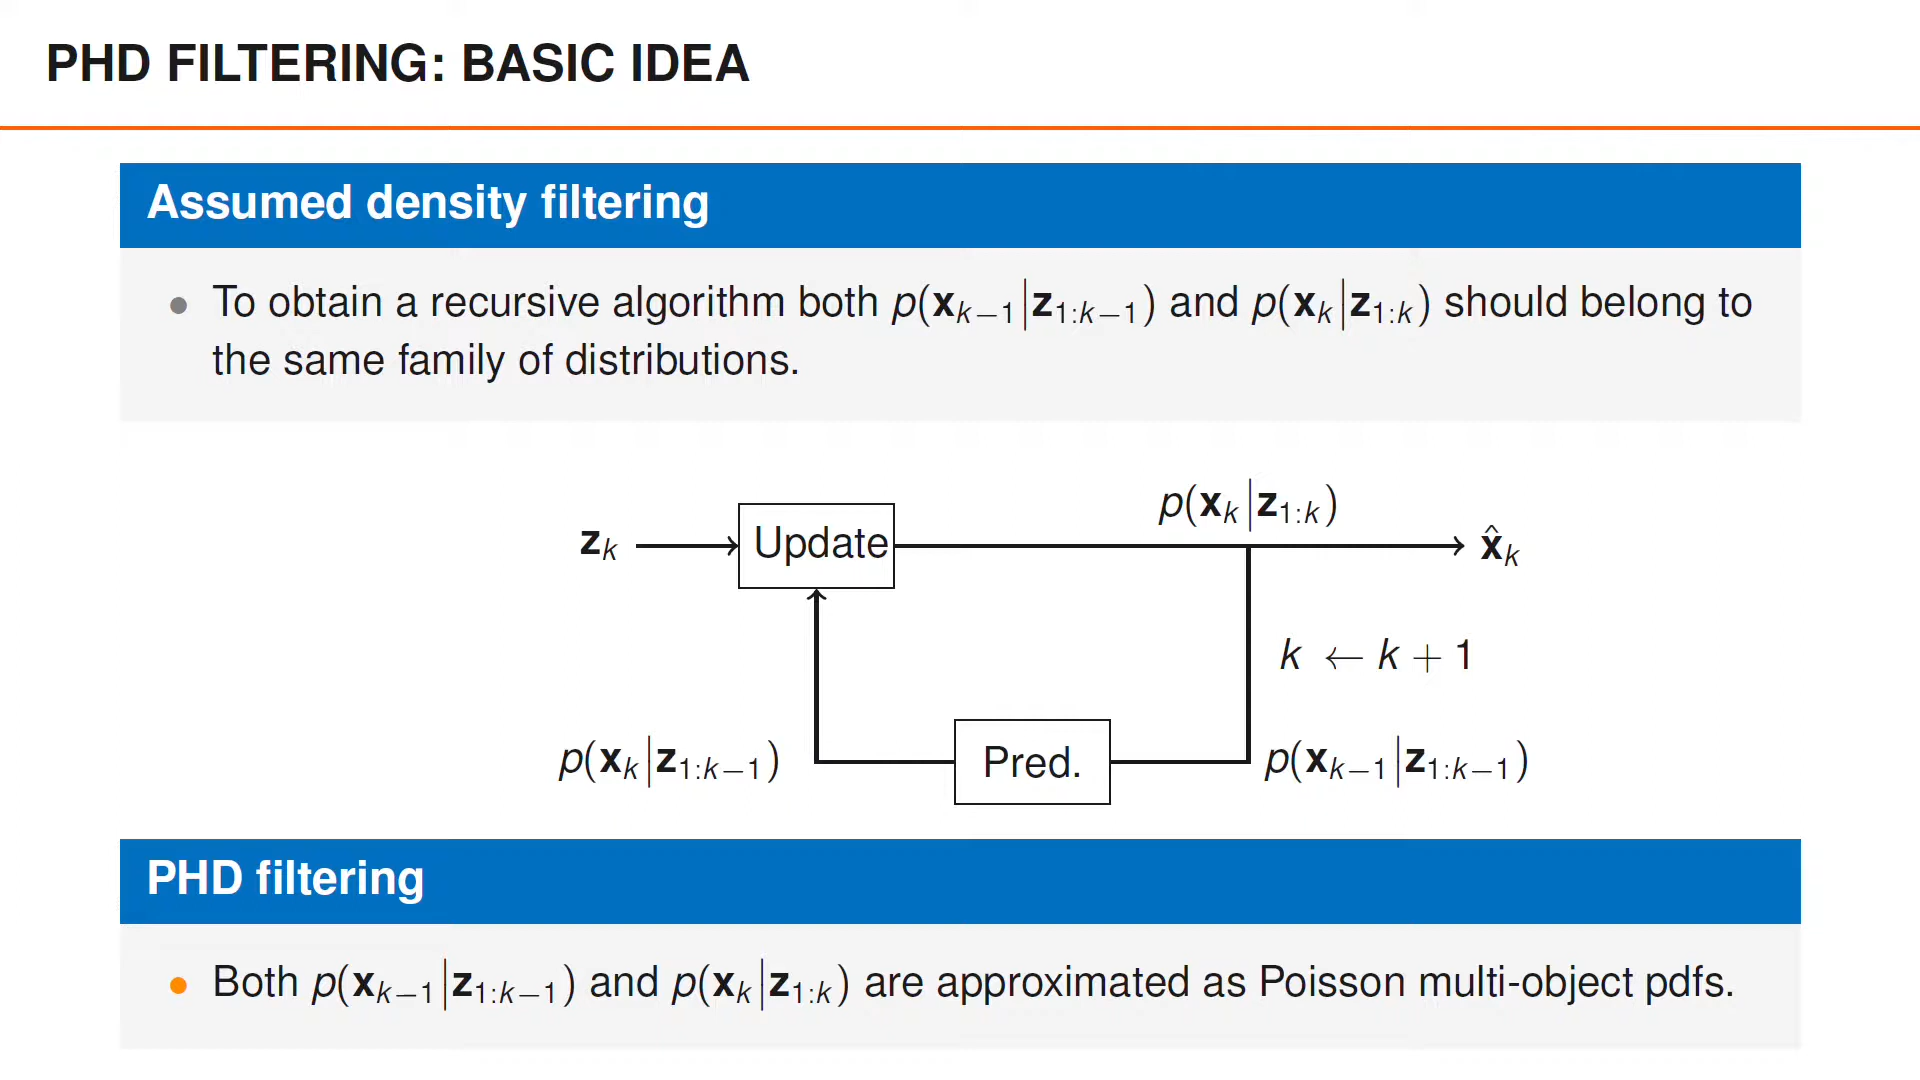 PHD FILTERING: BASIC IDEA
Assumed density filtering
• To obtain a recursive algorithm both p(𝐱ₖ₋₁|𝐳₁:ₖ₋₁) and p(𝐱ₖ|𝐳₁:ₖ) should belong to
the same family of distributions.
p(𝐱ₖ|𝐳₁:ₖ)
𝐳ₖ Update 𝐱̂ₖ
k ← k + 1
p(𝐱ₖ|𝐳₁:ₖ₋₁) Pred. p(𝐱ₖ₋₁|𝐳₁:ₖ₋₁)
PHD filtering
• Both p(𝐱ₖ₋₁|𝐳₁:ₖ₋₁) and p(𝐱ₖ|𝐳₁:ₖ) are approximated as Poisson multi-object pdfs.